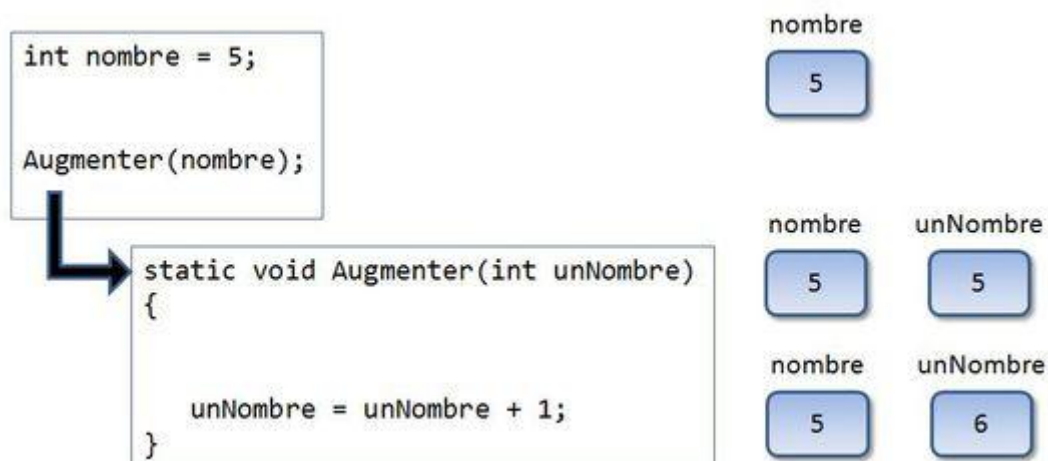 nombre
int nombre = 5;
5
Augmenter(nombre);
nombre unNombre
static void Augmenter(int unNombre)
{
5 5
nombre unNombre
unNombre = unNombre + 1;
}
5 6